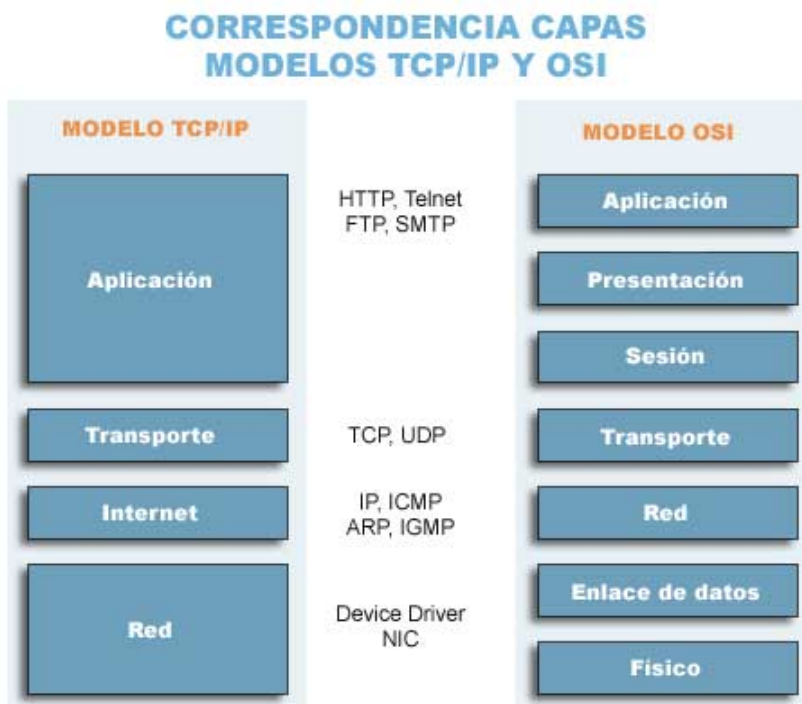 CORRESPONDENCIA CAPAS
MODELOS TCP/IP Y OSI
MODELO TCP/IP
Aplicación
Transporte
Internet
Red
HTTP, Telnet
FTP, SMTP
TCP, UDP
IP, ICMP
ARP, IGMP
Device Driver
NIC
MODELO OSI
Aplicación
Presentación
Sesión
Transporte
Red
Enlace de datos
Físico